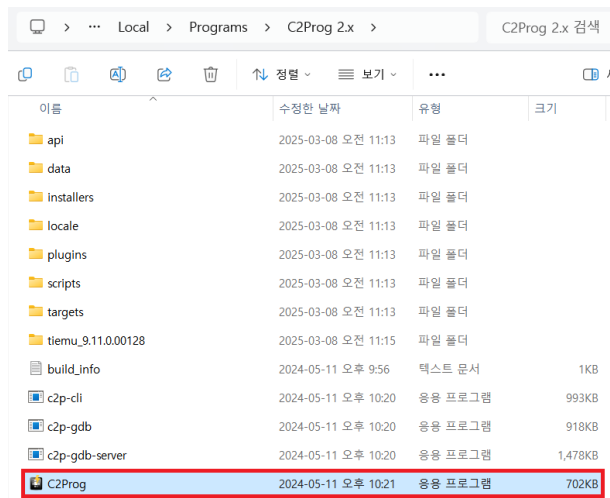 … Local > Programs > C2Prog 2.x > C2Prog 2.x 검색
정렬 보기 …
이름 수정한 날짜 유형 크기
api 2025-03-08 오전 11:13 파일 폴더
data 2025-03-08 오전 11:13 파일 폴더
installers 2025-03-08 오전 11:13 파일 폴더
locale 2025-03-08 오전 11:13 파일 폴더
plugins 2025-03-08 오전 11:13 파일 폴더
scripts 2025-03-08 오전 11:13 파일 폴더
targets 2025-03-08 오전 11:13 파일 폴더
tiemu_9.11.0.00128 2025-03-08 오전 11:15 파일 폴더
build_info 2024-05-11 오후 9:56 텍스트 문서 1KB
c2p-cli 2024-05-11 오후 10:20 응용 프로그램 993KB
c2p-gdb 2024-05-11 오후 10:20 응용 프로그램 918KB
c2p-gdb-server 2024-05-11 오후 10:20 응용 프로그램 1,478KB
C2Prog 2024-05-11 오후 10:21 응용 프로그램 702KB